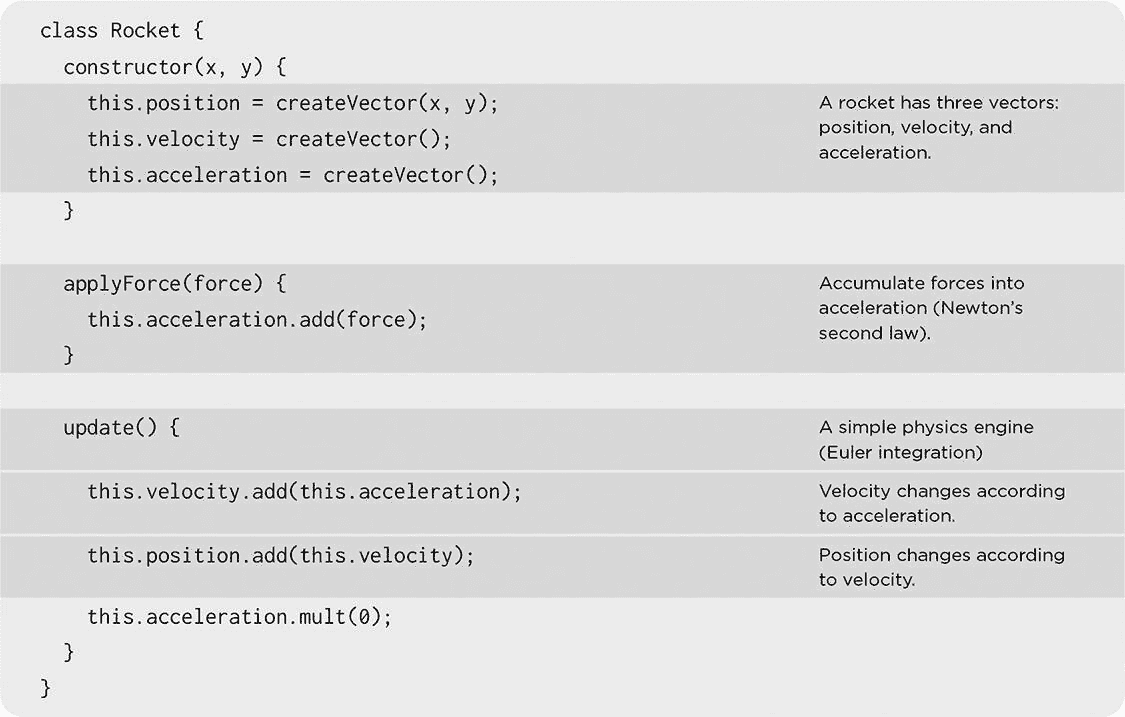 class Rocket {
constructor(x, y) {
this.position = createVector(x, y);
this.velocity = createVector();
this.acceleration = createVector();
A rocket has three vectors:
position, velocity, and
acceleration.
}
applyForce(force) {
this.acceleration.add(force);
}
Accumulate forces into
acceleration (Newton’s
second law).
update() {
A simple physics engine
(Euler integration)
this.velocity.add(this.acceleration);
Velocity changes according
to acceleration.
this.position.add(this.velocity);
Position changes according
to velocity.
this.acceleration.mult(0);
}
}